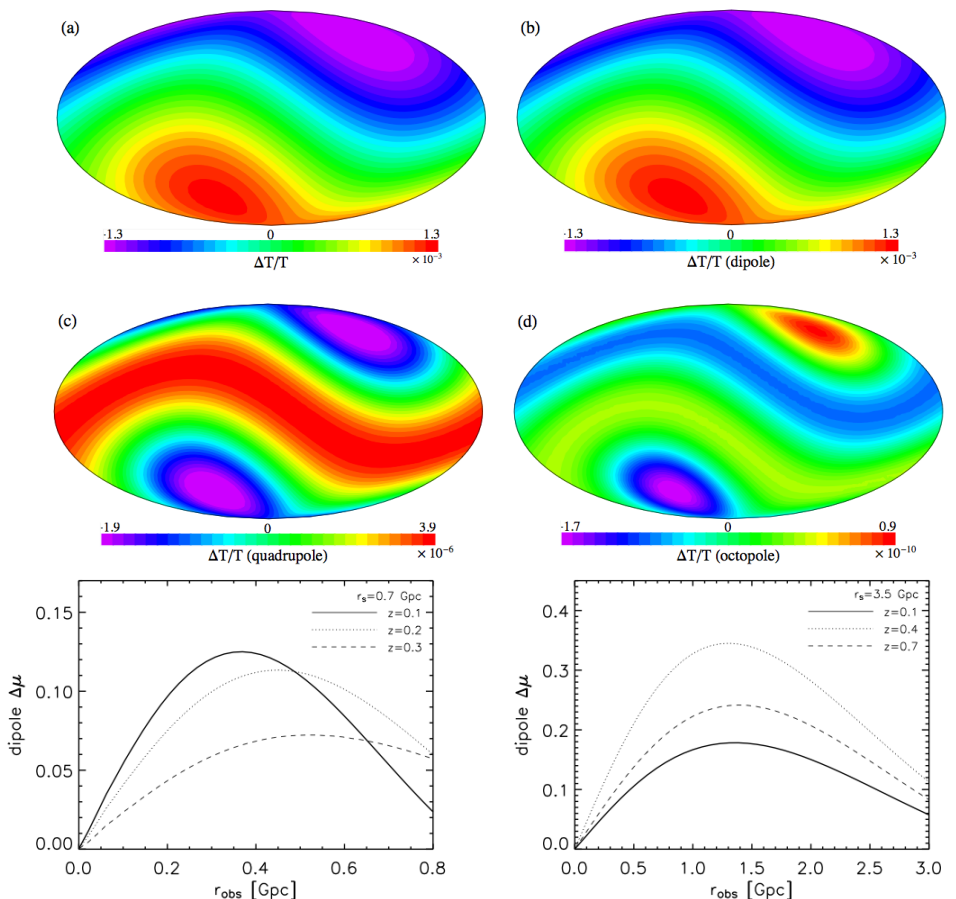 (a) (b)
-1.3 0 1.3 -1.3 0 1.3
ΔT/T × 10⁻³ ΔT/T (dipole) × 10⁻³
(c) (d)
-1.9 0 3.9 -1.7 0 0.9
ΔT/T (quadrupole) × 10⁻⁶ ΔT/T (octopole) × 10⁻¹⁰
dipole Δμ
0.15
0.10
0.05
0.00
rs=0.7 Gpc
z=0.1
z=0.2
z=0.3
0.0 0.2 0.4 0.6 0.8
robs [Gpc]
dipole Δμ
0.4
0.3
0.2
0.1
0.0
rs=3.5 Gpc
z=0.1
z=0.4
z=0.7
0.0 0.5 1.0 1.5 2.0 2.5 3.0
robs [Gpc]